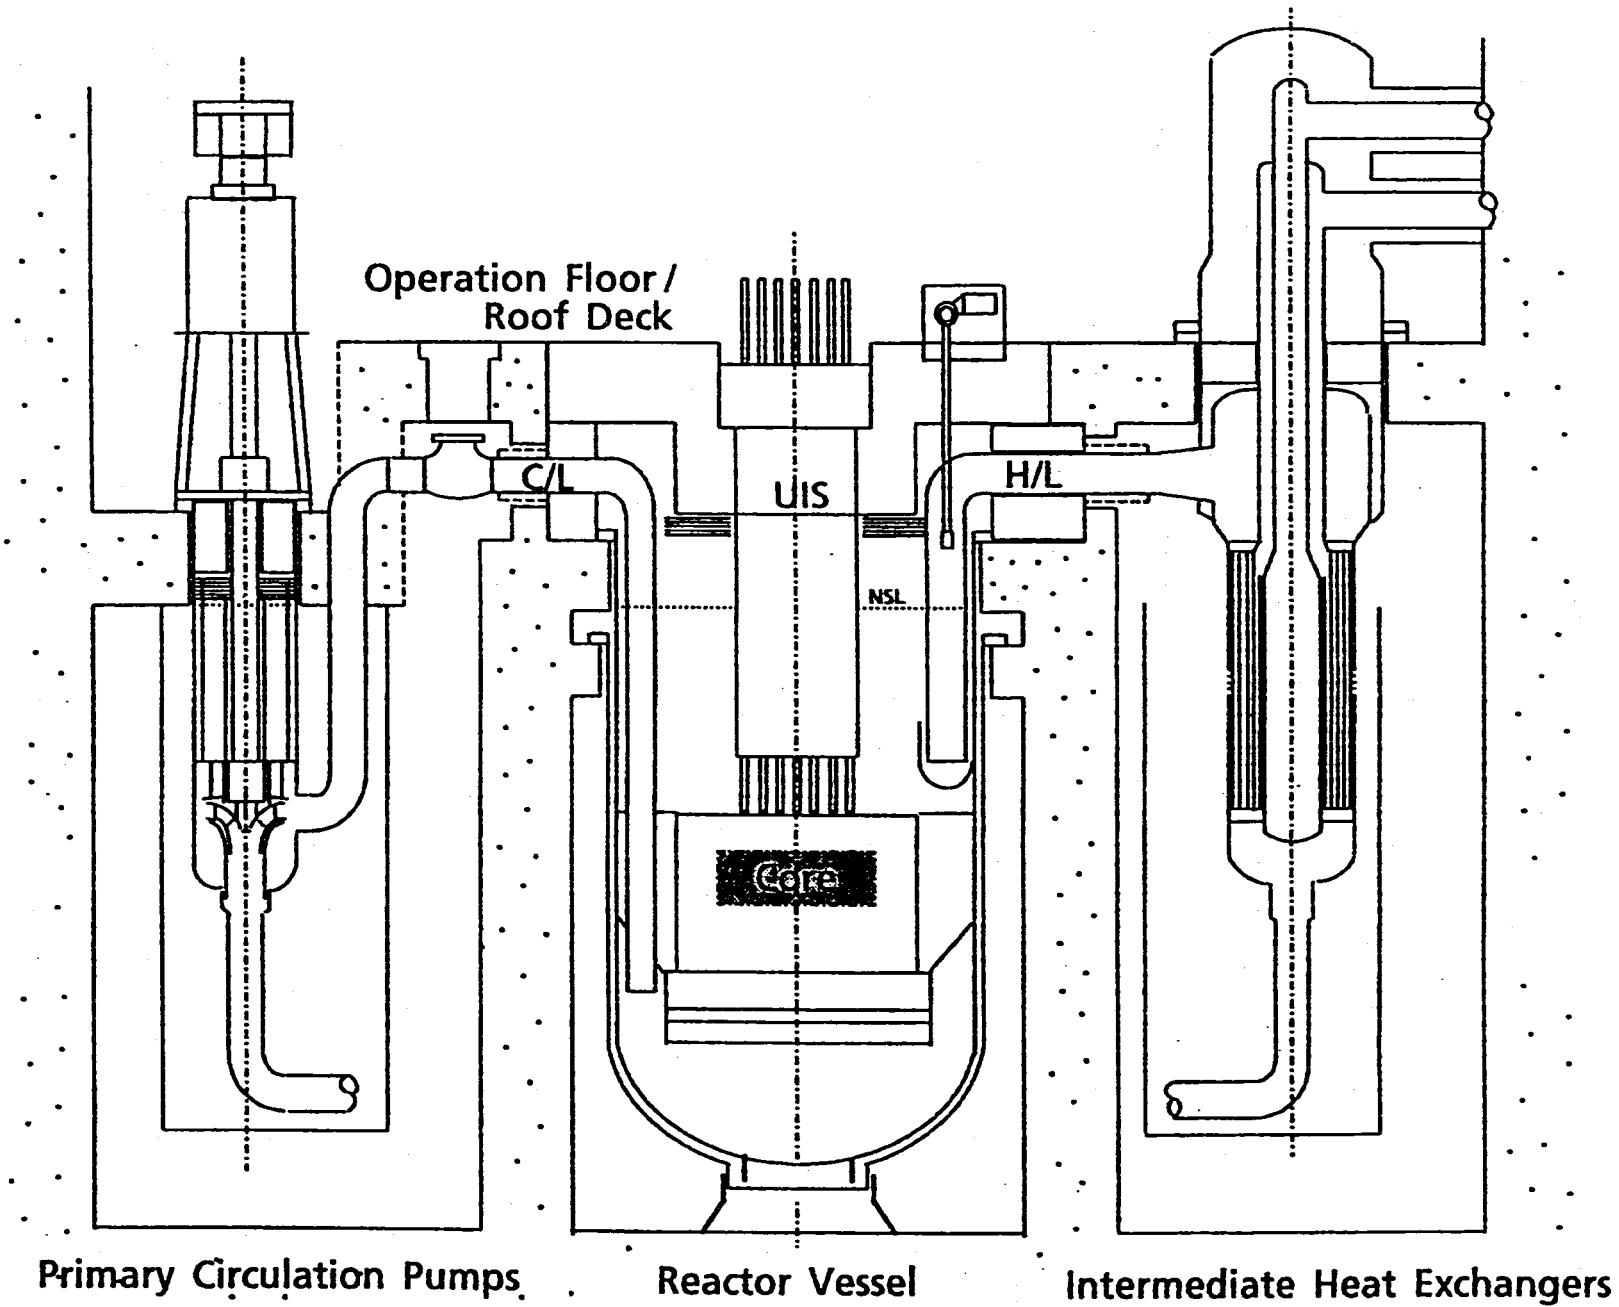 Operation Floor /
Roof Deck
C/L
UIS
H/L
NSL
Core
Primary Circulation Pumps
Reactor Vessel
Intermediate Heat Exchangers